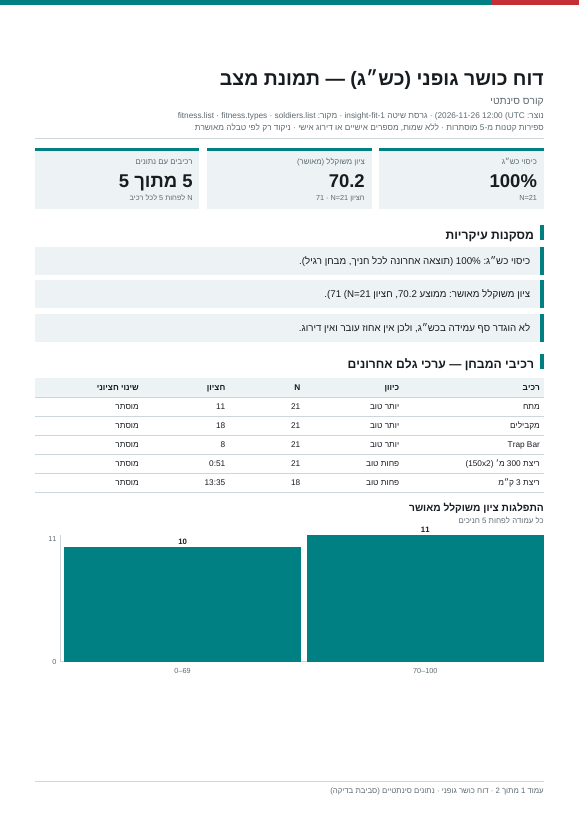 דוח כושר גופני (כש״ג) — תמונת מצב
קורס סינתטי
נוצר: 2026-11-26 12:00 (UTC) · גרסת שיטה insight-fit-1 · מקור: fitness.list · fitness.types · soldiers.list
ספירות קטנות מ-5 מוסתרות · ללא שמות, מספרים אישיים או דירוג אישי · ניקוד רק לפי טבלה מאושרת
כיסוי כש״ג
100%
N=21
ציון משוקלל (מאושר)
70.2
חציון 71 · N=21
רכיבים עם נתונים
5 מתוך 5
N לפחות 5 לכל רכיב
מסקנות עיקריות
כיסוי כש״ג: 100% (תוצאה אחרונה לכל חניך, מבחן רגיל).
ציון משוקלל מאושר: ממוצע 70.2, חציון 71 (N=21).
לא הוגדר סף עמידה בכש״ג, ולכן אין אחוז עובר ואין דירוג.
רכיבי המבחן — ערכי גלם אחרונים
רכיב כיוון N חציון שינוי חציוני
מתח יותר טוב 21 11 מוסתר
מקבילים יותר טוב 21 18 מוסתר
Trap Bar יותר טוב 21 8 מוסתר
ריצת 300 מ׳ (150x2) פחות טוב 21 0:51 מוסתר
ריצת 3 ק״מ פחות טוב 18 13:35 מוסתר
התפלגות ציון משוקלל מאושר
כל עמודה לפחות 5 חניכים
11
11
10
0
0–69
70–100
עמוד 1 מתוך 2 · דוח כושר גופני · נתונים סינתטיים (סביבת בדיקה)